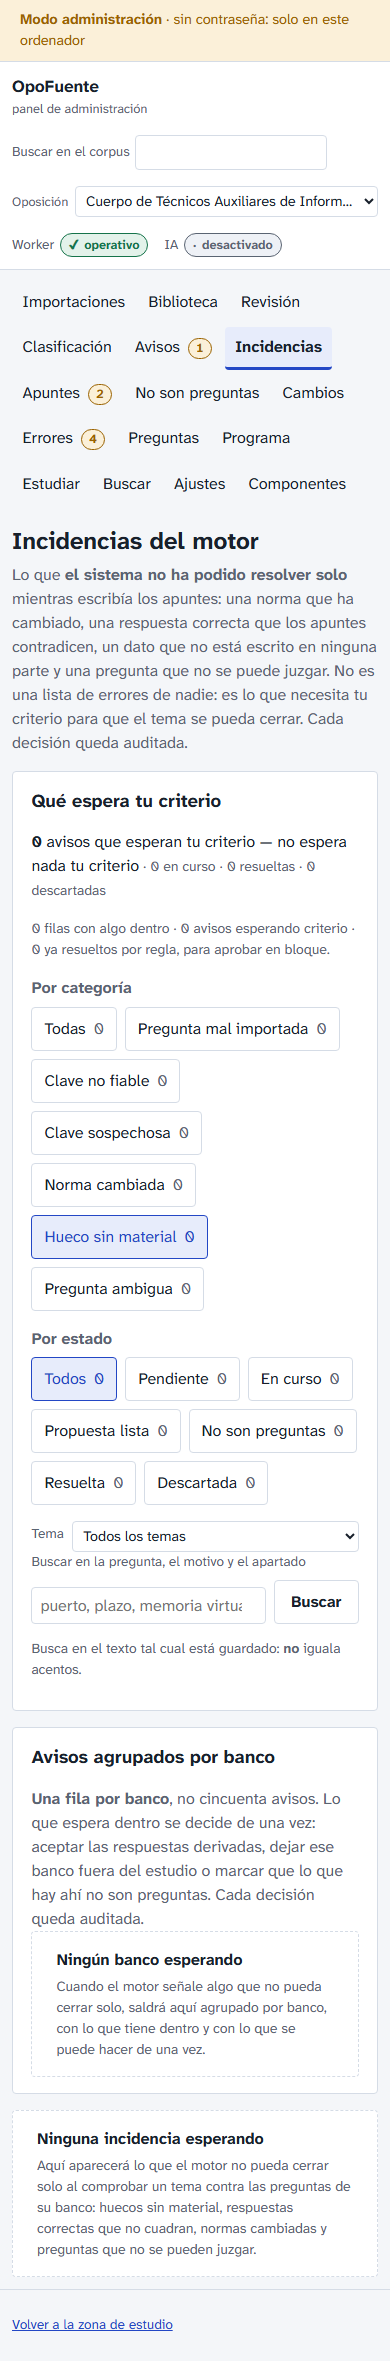 Modo administración · sin contraseña: solo en este
ordenador
OpoFuente
panel de administración
Buscar en el corpus
Oposición Cuerpo de Técnicos Auxiliares de Inform...
Worker ✓ operativo IA · desactivado
Importaciones Biblioteca Revisión
Clasificación Avisos 1 Incidencias
Apuntes 2 No son preguntas Cambios
Errores 4 Preguntas Programa
Estudiar Buscar Ajustes Componentes
Incidencias del motor
Lo que el sistema no ha podido resolver solo
mientras escribía los apuntes: una norma que ha
cambiado, una respuesta correcta que los apuntes
contradicen, un dato que no está escrito en ninguna
parte y una pregunta que no se puede juzgar. No es
una lista de errores de nadie: es lo que necesita tu
criterio para que el tema se pueda cerrar. Cada
decisión queda auditada.
Qué espera tu criterio
0 avisos que esperan tu criterio — no espera
nada tu criterio · 0 en curso · 0 resueltas · 0
descartadas
0 filas con algo dentro · 0 avisos esperando criterio ·
0 ya resueltos por regla, para aprobar en bloque.
Por categoría
Todas 0 Pregunta mal importada 0
Clave no fiable 0
Clave sospechosa 0
Norma cambiada 0
Hueco sin material 0
Pregunta ambigua 0
Por estado
Todos 0 Pendiente 0 En curso 0
Propuesta lista 0 No son preguntas 0
Resuelta 0 Descartada 0
Tema Todos los temas
Buscar en la pregunta, el motivo y el apartado
puerto, plazo, memoria virtu Buscar
Busca en el texto tal cual está guardado: no iguala
acentos.
Avisos agrupados por banco
Una fila por banco, no cincuenta avisos. Lo
que espera dentro se decide de una vez:
aceptar las respuestas derivadas, dejar ese
banco fuera del estudio o marcar que lo que
hay ahí no son preguntas. Cada decisión
queda auditada.
Ningún banco esperando
Cuando el motor señale algo que no pueda
cerrar solo, saldrá aquí agrupado por banco,
con lo que tiene dentro y con lo que se
puede hacer de una vez.
Ninguna incidencia esperando
Aquí aparecerá lo que el motor no pueda cerrar
solo al comprobar un tema contra las preguntas de
su banco: huecos sin material, respuestas
correctas que no cuadran, normas cambiadas y
preguntas que no se pueden juzgar.
Volver a la zona de estudio